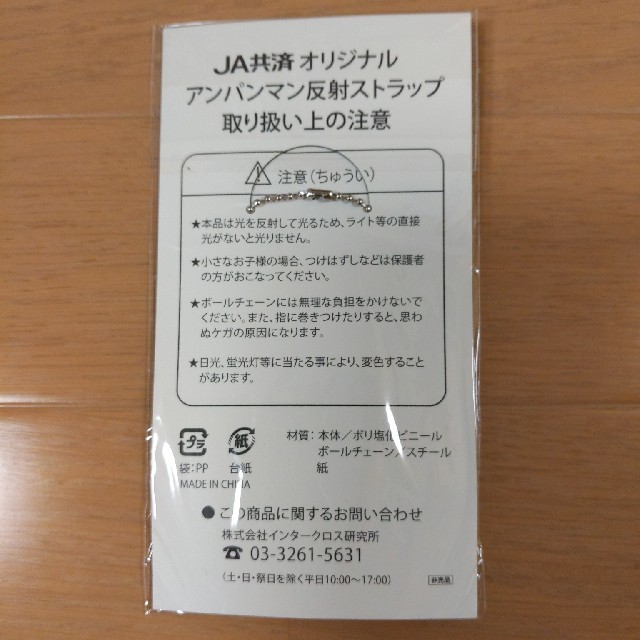 JA共済 オリジナル
アンパンマン反射ストラップ
取り扱い上の注意
注意（ちゅうい）
★本品は光を反射して光るため、ライト等の直接
光がないと光りません。
★小さなお子様の場合、つけはずしなどは保護者
の方がおこなってください。
★ボールチェーンには無理な負担をかけないで
ください。また、指に巻きつけたりすると、思わ
ぬケガの原因になります。
★日光、蛍光灯等に当たる事により、変色すること
があります。
プラ
紙
材質：本体／ポリ塩化ビニール
ボールチェーン／スチール
袋：PP 台紙
紙
MADE IN CHINA
●この商品に関するお問い合わせ
株式会社インタークロス研究所
☎ 03-3261-5631
（土・日・祭日を除く平日10:00〜17:00）
非売品